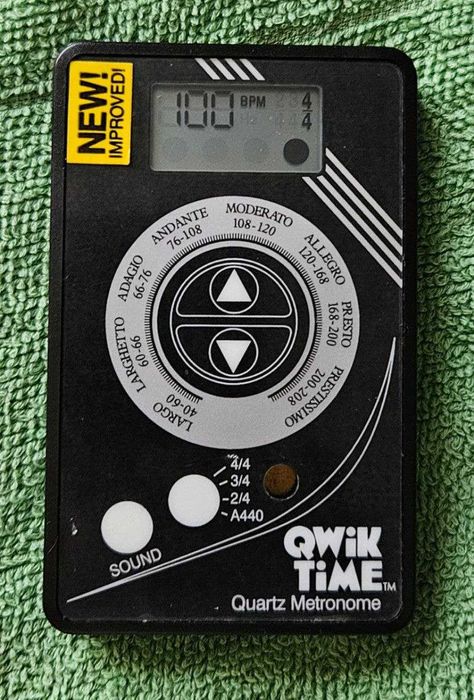 NEW!
IMPROVED!
100 BPM 4
4
LARGO
40-60
LARGHETTO
60-66
ADAGIO
66-76
ANDANTE
76-108
MODERATO
108-120
ALLEGRO
120-168
PRESTO
168-200
PRESTISSIMO
200-208
4/4
3/4
2/4
A440
SOUND
QWiK
TiME™
Quartz Metronome